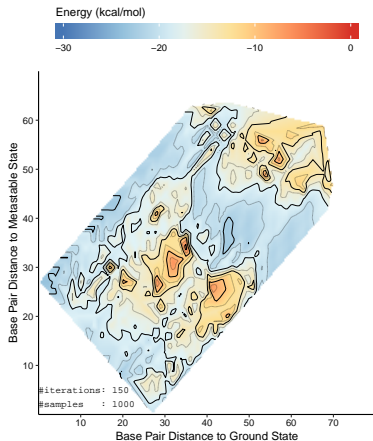 Energy (kcal/mol)
−30 −20 −10 0
60
50
40
30
20
10
Base Pair Distance to Metastable State
#iterations: 150
#samples   : 1000
10 20 30 40 50 60 70
Base Pair Distance to Ground State